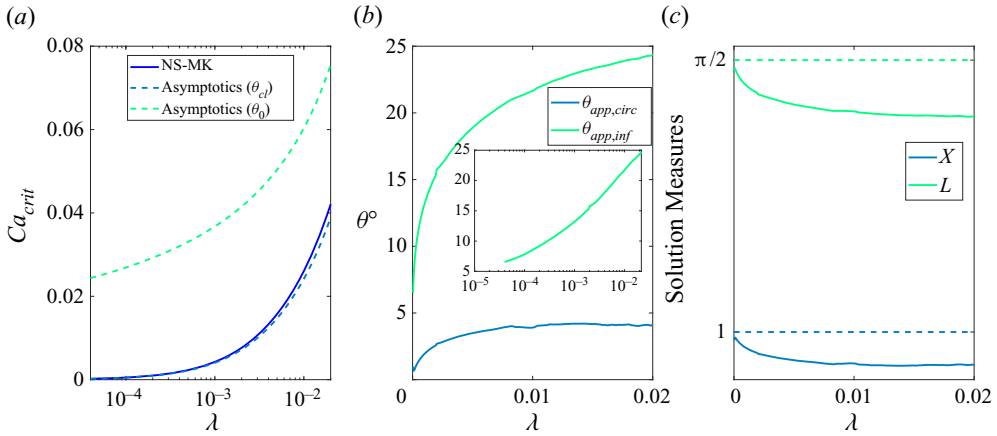 (a)
0.08
0.06
0.04
0.02
0
Ca_crit
NS-MK
Asymptotics (θ_cl)
Asymptotics (θ_0)
10^−4
10^−3
10^−2
λ
(b)
25
20
15
10
5
0
θ°
θ_app,circ
θ_app,inf
25
20
15
10
5
10^−5
10^−4
10^−3
10^−2
0.01
0.02
λ
(c)
π/2
1
Solution Measures
X
L
0
0.01
0.02
λ